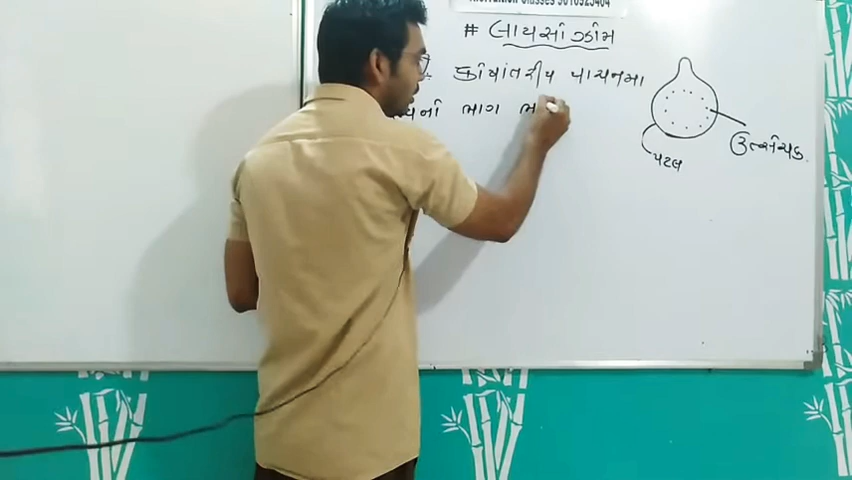 # લાયસોઝોમ
કોષાંતરીય પાચનમા
ભાગ ભ
ઉત્સેચક
પટલ